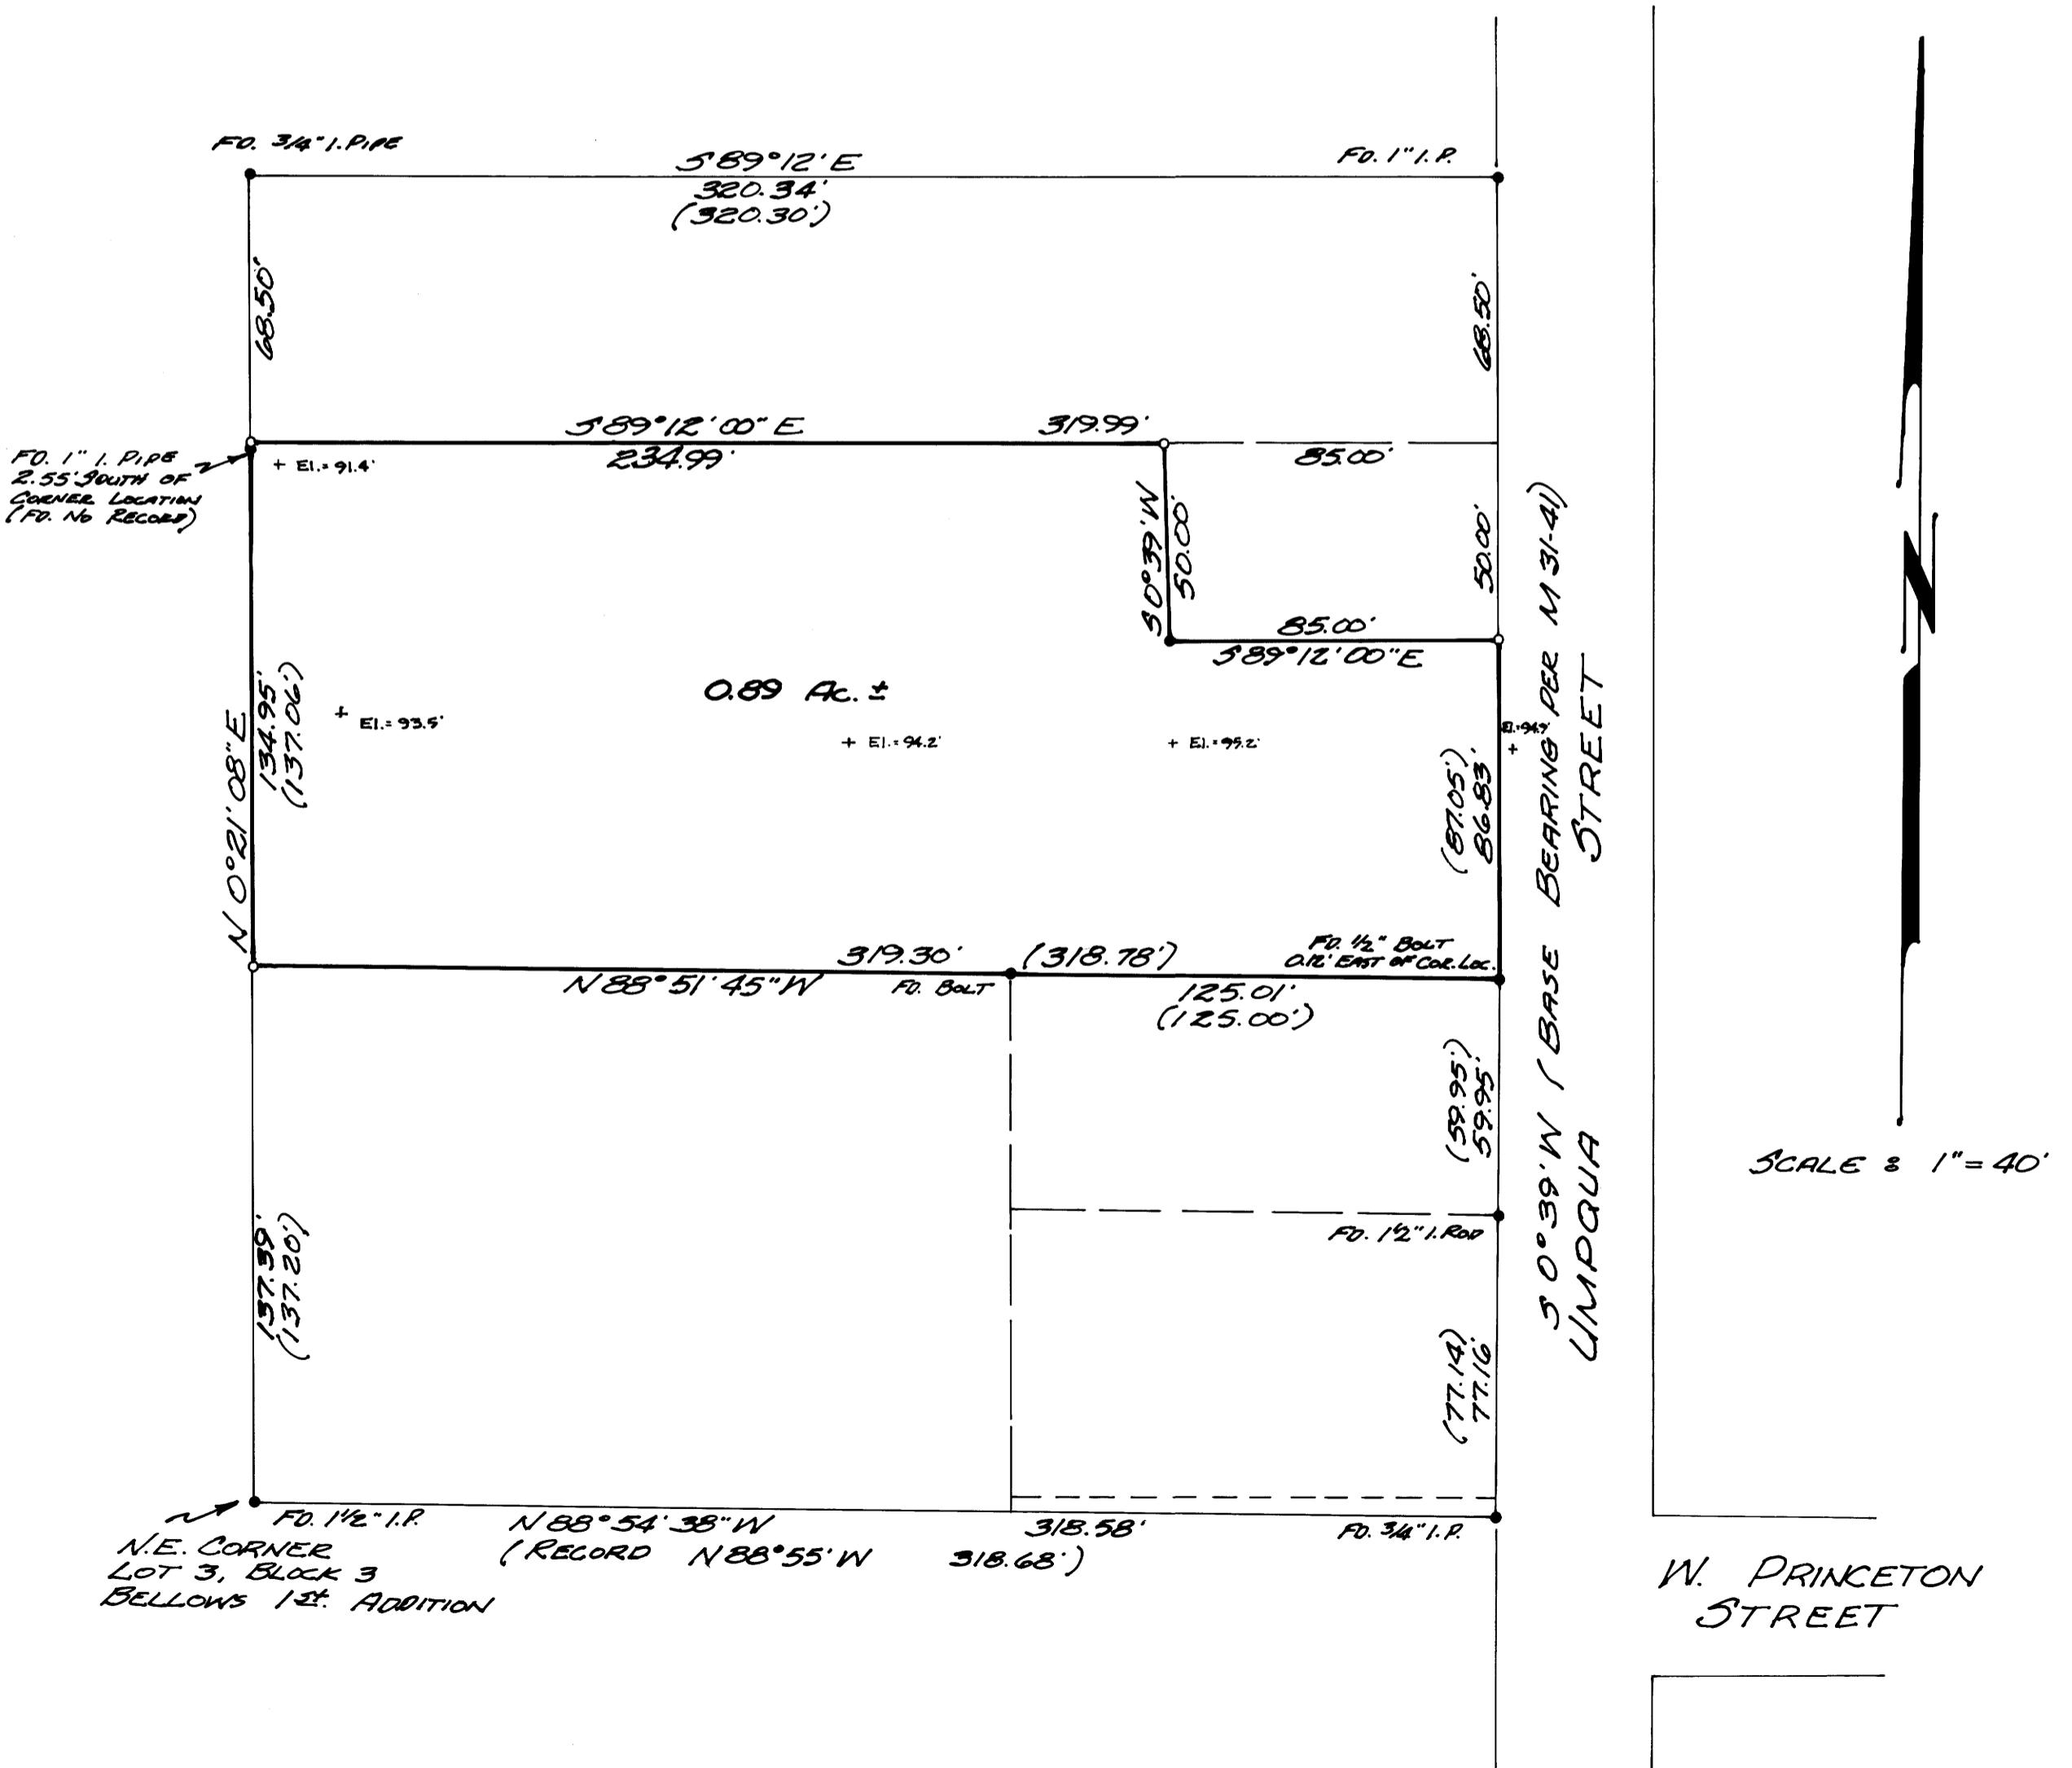 FD. 3/4" I. PIPE
S 89°12' E
320.34'
(320.30')
FD. 1" I.P.
68.50'
68.50'
S 89°12'00" E
319.99'
234.99'
85.00'
FD. 1" I. PIPE
2.55' SOUTH OF
CORNER LOCATION
(FD. NO RECORD)
+ El.= 91.4'
S 0°39' W
50.00'
50.00'
85.00'
S 89°12'00" E
N 0°21'08" E
134.95'
(137.06')
0.89 Ac. ±
+ El.= 93.5'
+ El.= 94.2'
+ El.= 95.2'
+
(87.05')
86.83'
S 0°39' W (BASE BEARING PER M 31-41)
UMPQUA STREET
N
SCALE : 1" = 40'
319.30'
(318.78')
FD. 1/2" BOLT
0.12' EAST OF COR. LOC.
N 88°51'45" W
FD. BOLT
125.01'
(125.00')
(59.95')
59.95'
FD. 1 1/2" I. ROD
137.39'
(137.20')
(77.14)
77.16'
FD. 1 1/2" I.P.
N.E. CORNER
LOT 3, BLOCK 3
BELLOWS 1st. ADDITION
N 88°54'38" W
318.58'
(RECORD N 88°55' W 318.68')
FD. 3/4" I.P.
W. PRINCETON
STREET